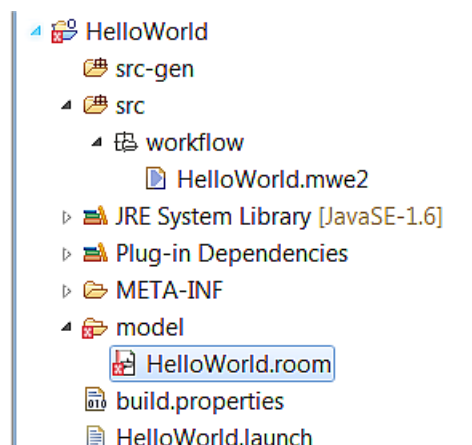 HelloWorld
src-gen
src
workflow
HelloWorld.mwe2
JRE System Library [JavaSE-1.6]
Plug-in Dependencies
META-INF
model
HelloWorld.room
build.properties
HelloWorld.launch